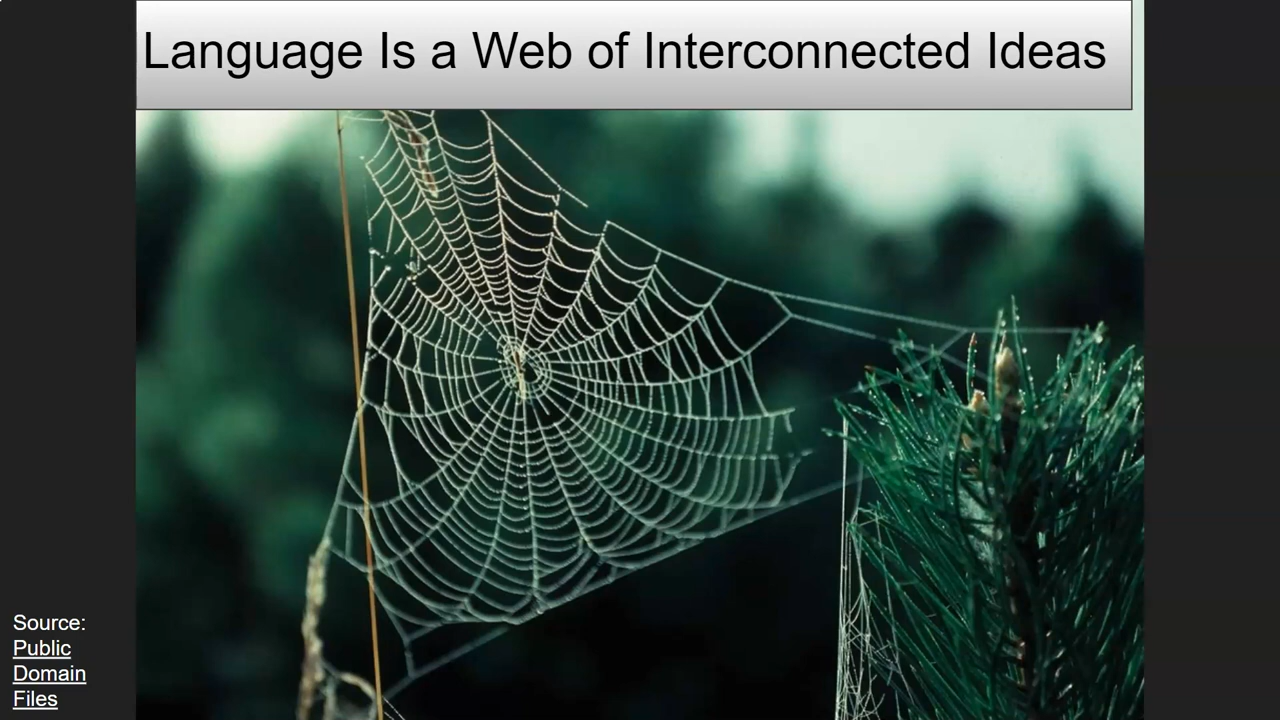 Language Is a Web of Interconnected Ideas
Source:
Public
Domain
Files